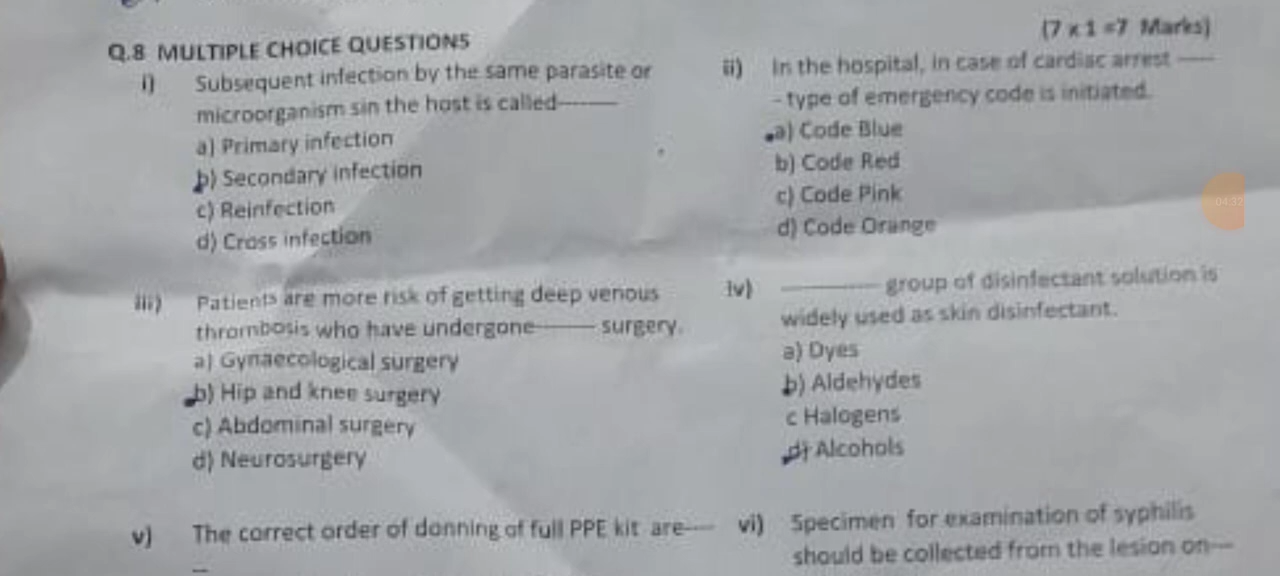 (7 x 1 =7 Marks)
Q.8 MULTIPLE CHOICE QUESTIONS
i) Subsequent infection by the same parasite or
microorganism sin the host is called--------
a) Primary infection
b) Secondary infection
c) Reinfection
d) Cross infection
ii) In the hospital, in case of cardiac arrest -----
- type of emergency code is initiated.
a) Code Blue
b) Code Red
c) Code Pink
d) Code Orange
iii) Patients are more risk of getting deep venous
thrombosis who have undergone-------- surgery.
a) Gynaecological surgery
b) Hip and knee surgery
c) Abdominal surgery
d) Neurosurgery
iv) ------------ group of disinfectant solution is
widely used as skin disinfectant.
a) Dyes
b) Aldehydes
c Halogens
d) Alcohols
v) The correct order of donning of full PPE kit are----
--
vi) Specimen for examination of syphilis
should be collected from the lesion on---
04:33